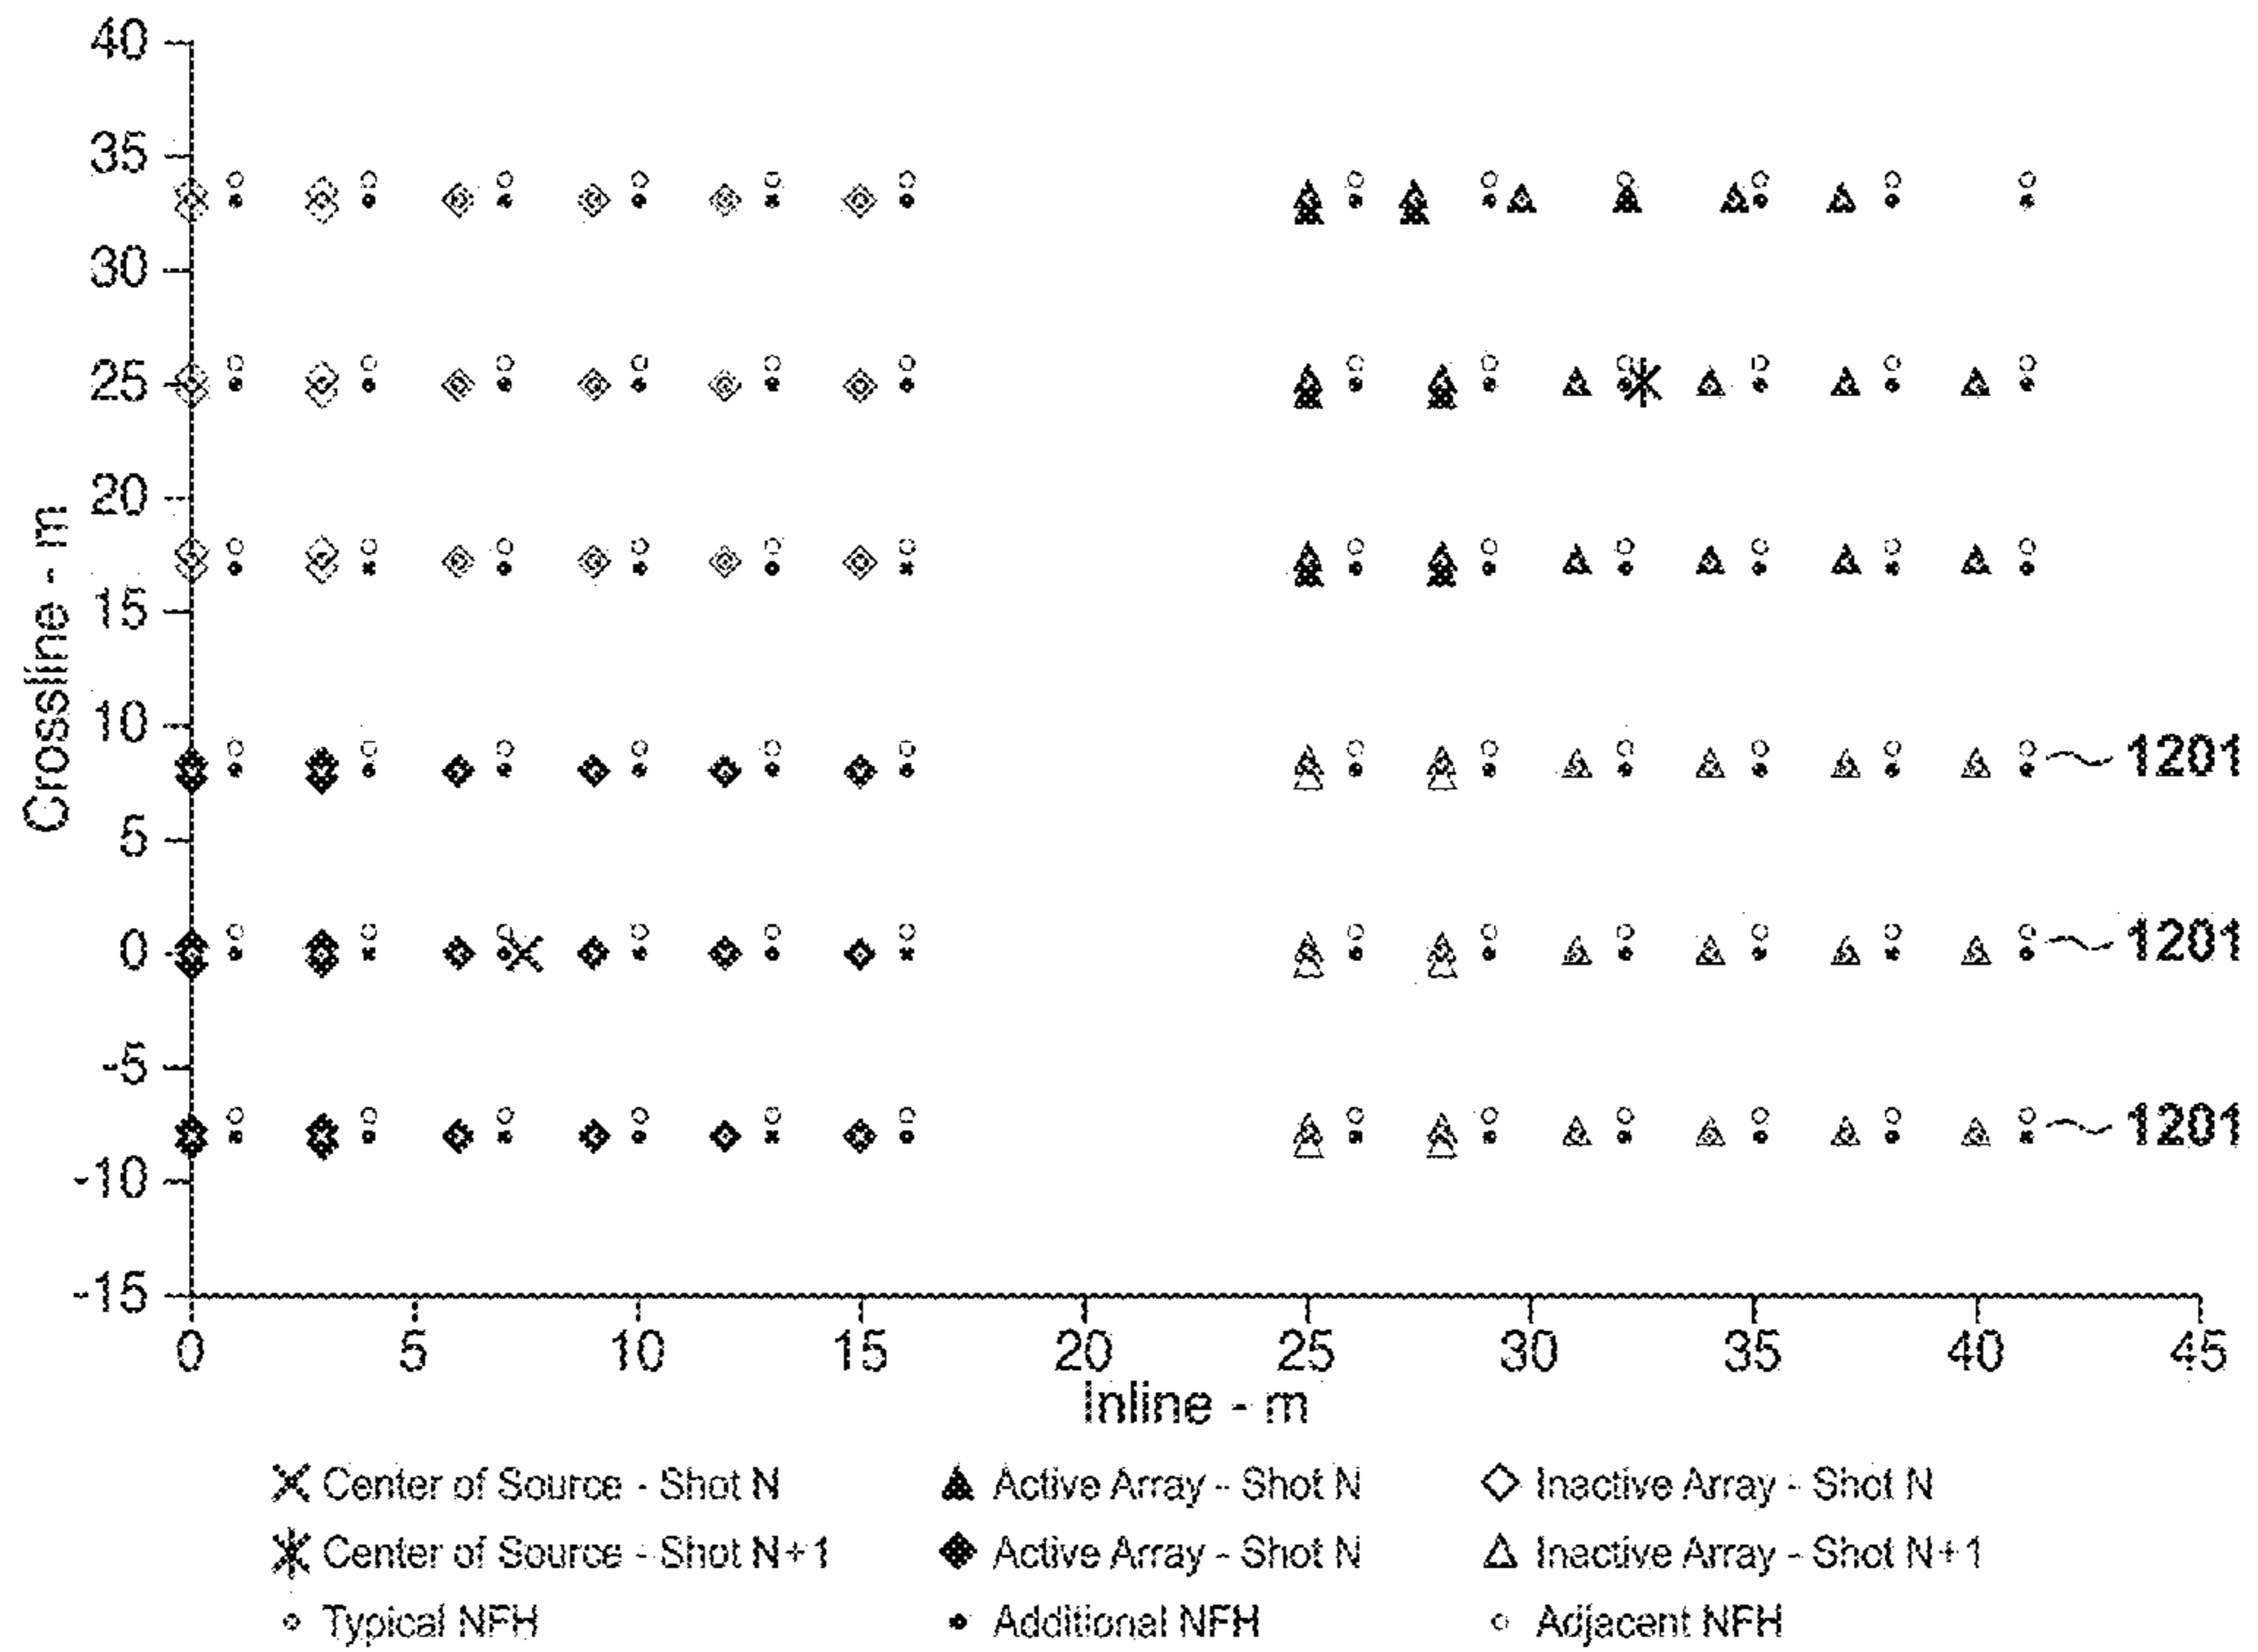 40
35
30
25
20
15
10
5
0
-5
-10
-15
Crossline - m
1201
1201
1201
0 5 10 15 20 25 30 35 40 45
Inline - m
Center of Source - Shot N
Active Array - Shot N
Inactive Array - Shot N
Center of Source - Shot N+1
Active Array - Shot N
Inactive Array - Shot N+1
Typical NFH
Additional NFH
Adjacent NFH